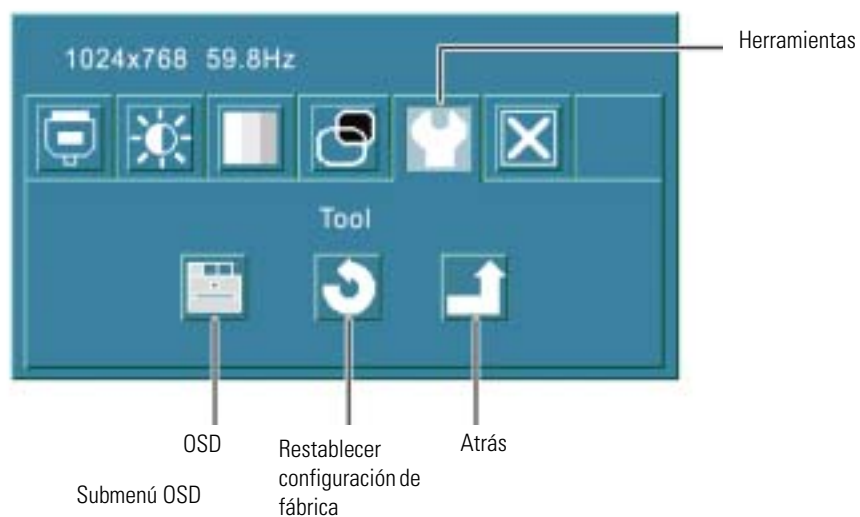 Herramientas
1024x768 59.8Hz
Tool
OSD
Restablecer
configuración de
fábrica
Atrás
Submenú OSD